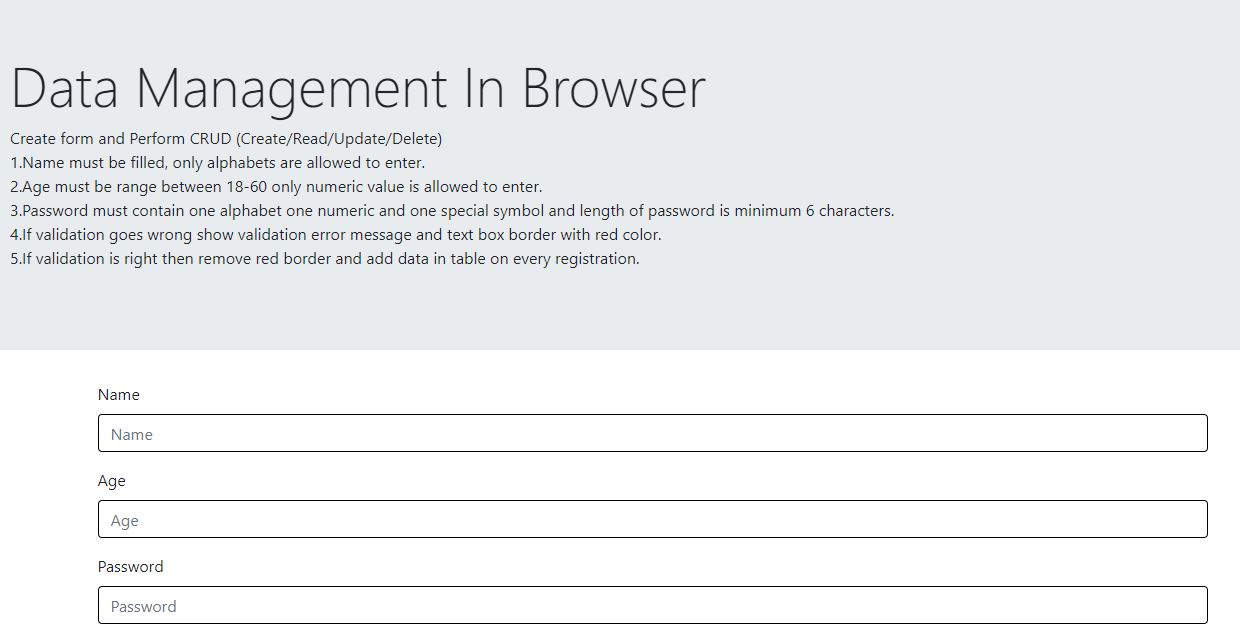 Data Management In Browser
Create form and Perform CRUD (Create/Read/Update/Delete)
1.Name must be filled, only alphabets are allowed to enter.
2.Age must be range between 18-60 only numeric value is allowed to enter.
3.Password must contain one alphabet one numeric and one special symbol and length of password is minimum 6 characters.
4.If validation goes wrong show validation error message and text box border with red color.
5.If validation is right then remove red border and add data in table on every registration.
Name
Name
Age
Age
Password
Password